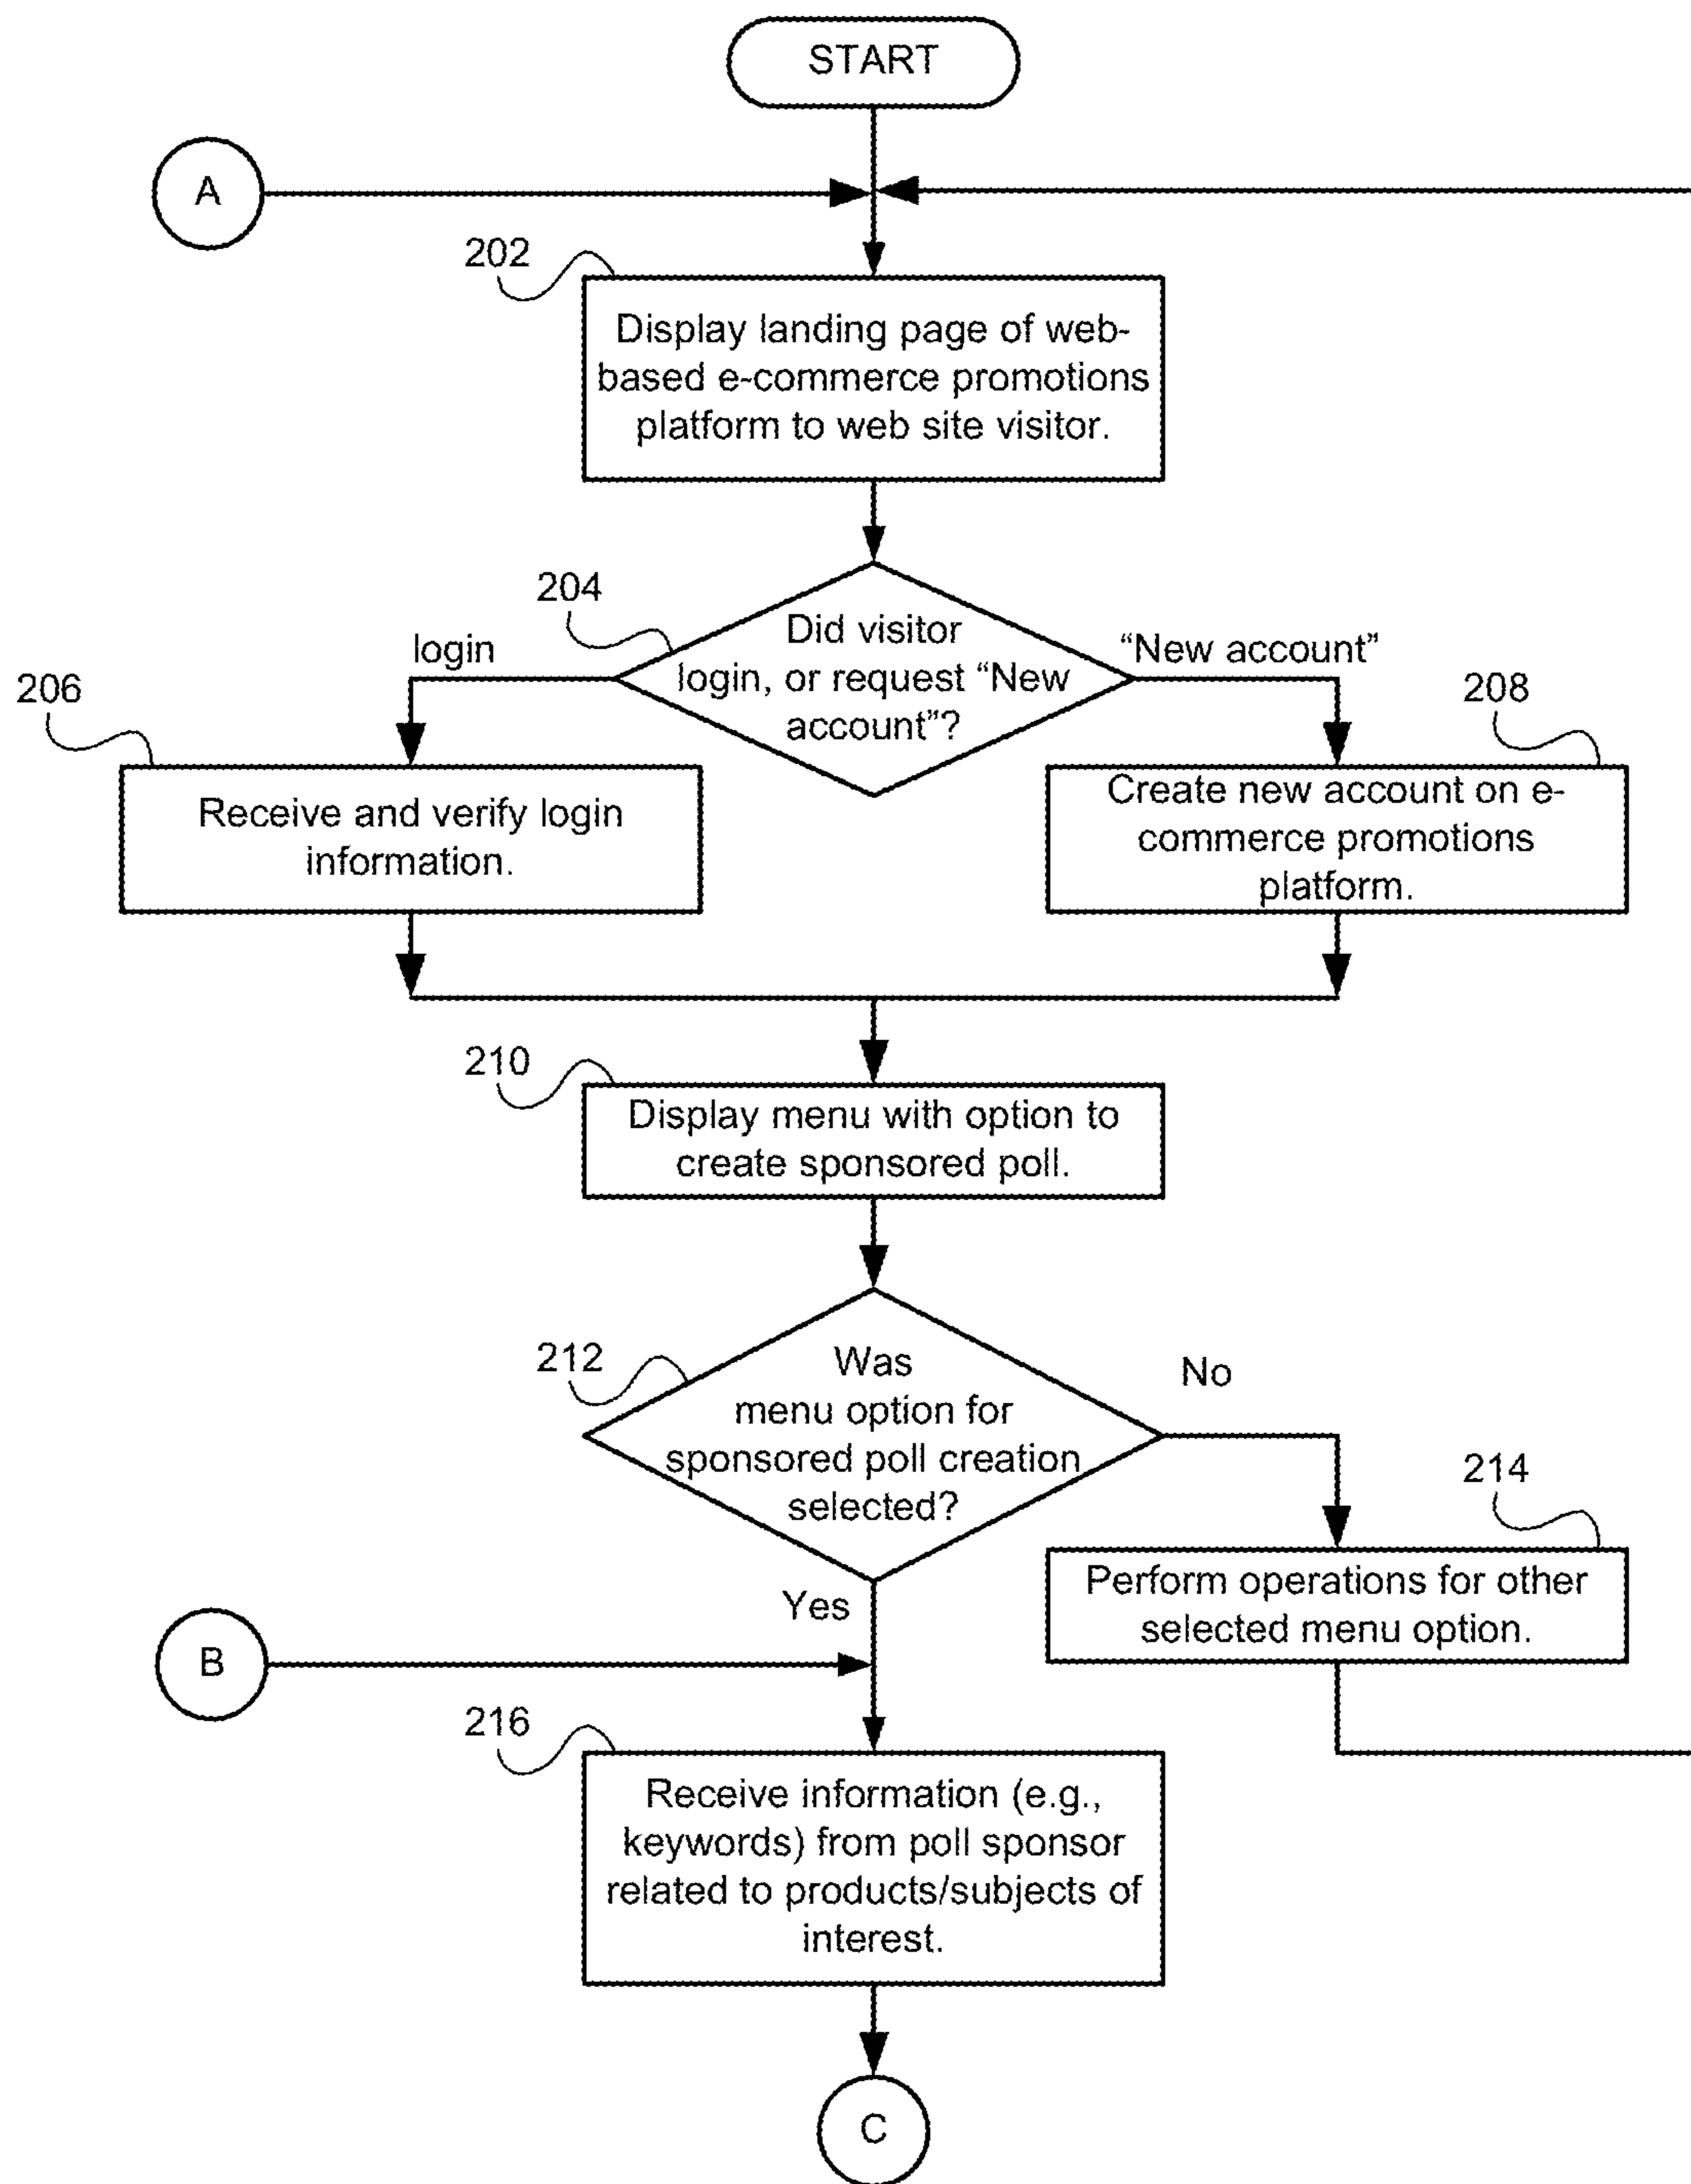 START
A
202
Display landing page of web-
based e-commerce promotions
platform to web site visitor.
204
Did visitor
login, or request “New
account”?
login
“New account”
206
Receive and verify login
information.
208
Create new account on e-
commerce promotions
platform.
210
Display menu with option to
create sponsored poll.
212
Was
menu option for
sponsored poll creation
selected?
No
214
Perform operations for other
selected menu option.
Yes
B
216
Receive information (e.g.,
keywords) from poll sponsor
related to products/subjects of
interest.
C